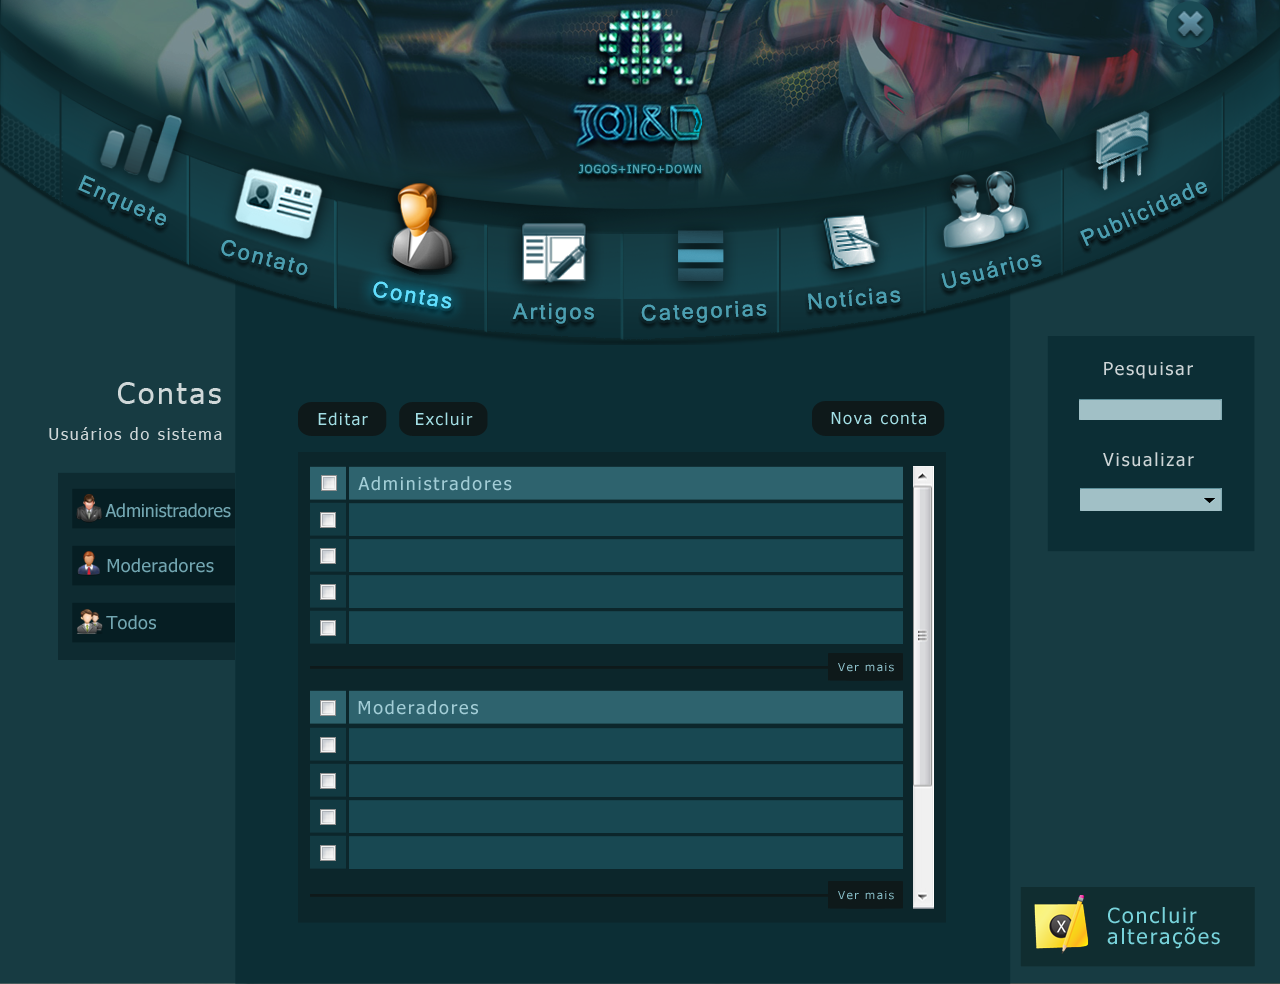 JOI&D
JOGOS+INFO+DOWN
Enquete
Contato
Contas
Artigos
Categorias
Notícias
Usuários
Publicidade
Contas
Usuários do sistema
Administradores
Moderadores
Todos
Editar
Excluir
Nova conta
Administradores
Ver mais
Moderadores
Ver mais
Pesquisar
Visualizar
X
Concluir
alterações